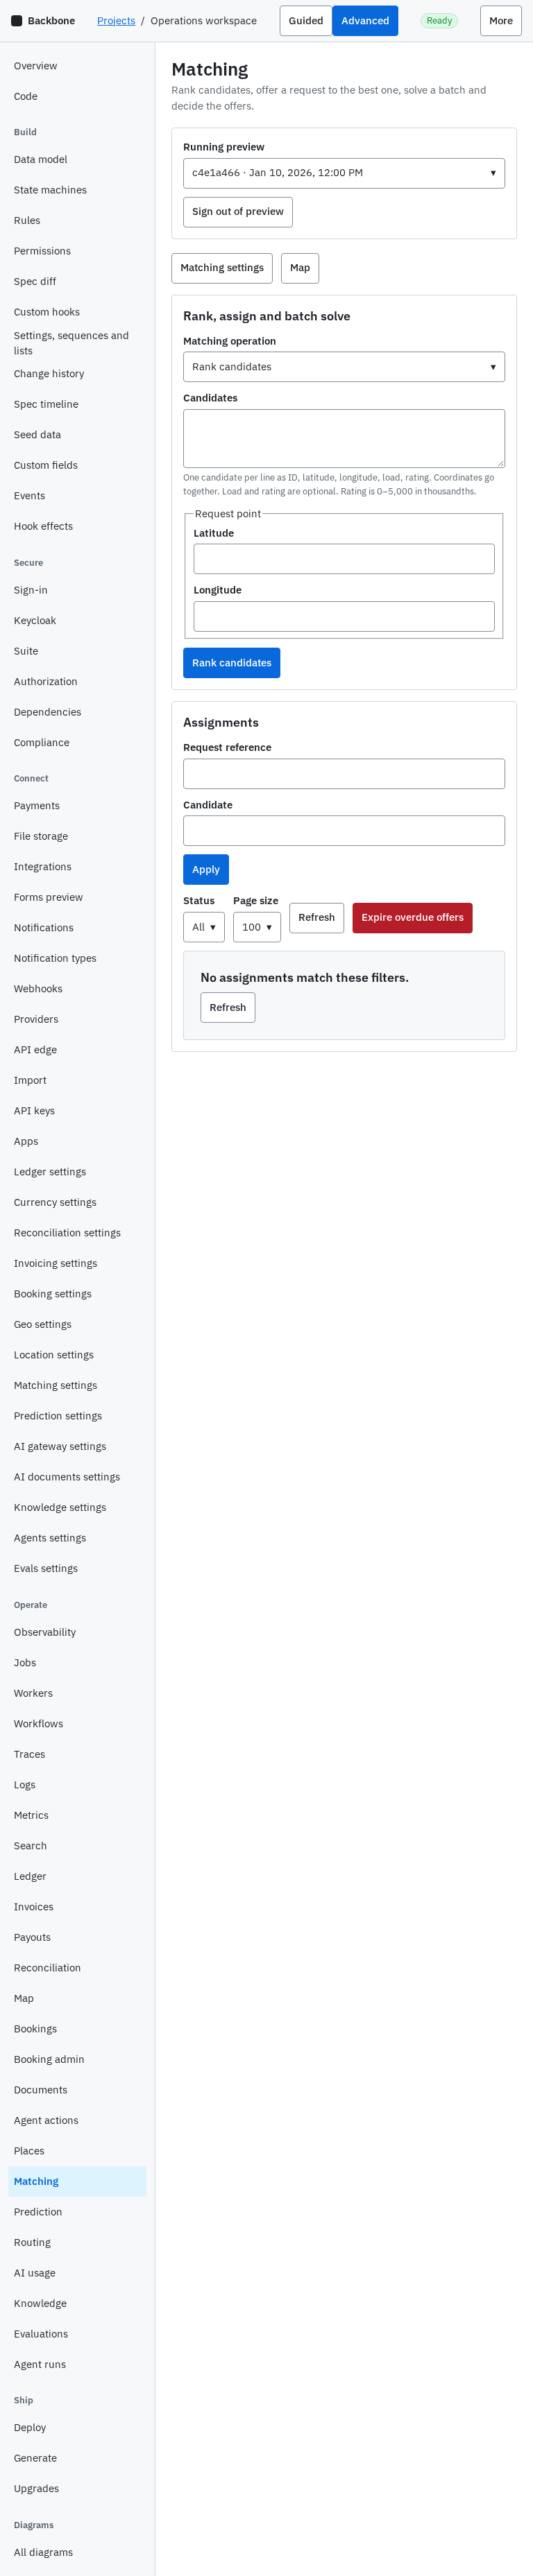 Backbone
Projects / Operations workspace
Guided
Advanced
Ready
More
Overview
Code
Build
Data model
State machines
Rules
Permissions
Spec diff
Custom hooks
Settings, sequences and
lists
Change history
Spec timeline
Seed data
Custom fields
Events
Hook effects
Secure
Sign-in
Keycloak
Suite
Authorization
Dependencies
Compliance
Connect
Payments
File storage
Integrations
Forms preview
Notifications
Notification types
Webhooks
Providers
API edge
Import
API keys
Apps
Ledger settings
Currency settings
Reconciliation settings
Invoicing settings
Booking settings
Geo settings
Location settings
Matching settings
Prediction settings
AI gateway settings
AI documents settings
Knowledge settings
Agents settings
Evals settings
Operate
Observability
Jobs
Workers
Workflows
Traces
Logs
Metrics
Search
Ledger
Invoices
Payouts
Reconciliation
Map
Bookings
Booking admin
Documents
Agent actions
Places
Matching
Prediction
Routing
AI usage
Knowledge
Evaluations
Agent runs
Ship
Deploy
Generate
Upgrades
Diagrams
All diagrams
Matching
Rank candidates, offer a request to the best one, solve a batch and
decide the offers.
Running preview
c4e1a466 · Jan 10, 2026, 12:00 PM ▾
Sign out of preview
Matching settings
Map
Rank, assign and batch solve
Matching operation
Rank candidates ▾
Candidates
One candidate per line as ID, latitude, longitude, load, rating. Coordinates go
together. Load and rating are optional. Rating is 0–5,000 in thousandths.
Request point
Latitude
Longitude
Rank candidates
Assignments
Request reference
Candidate
Apply
Status
Page size
All ▾
100 ▾
Refresh
Expire overdue offers
No assignments match these filters.
Refresh